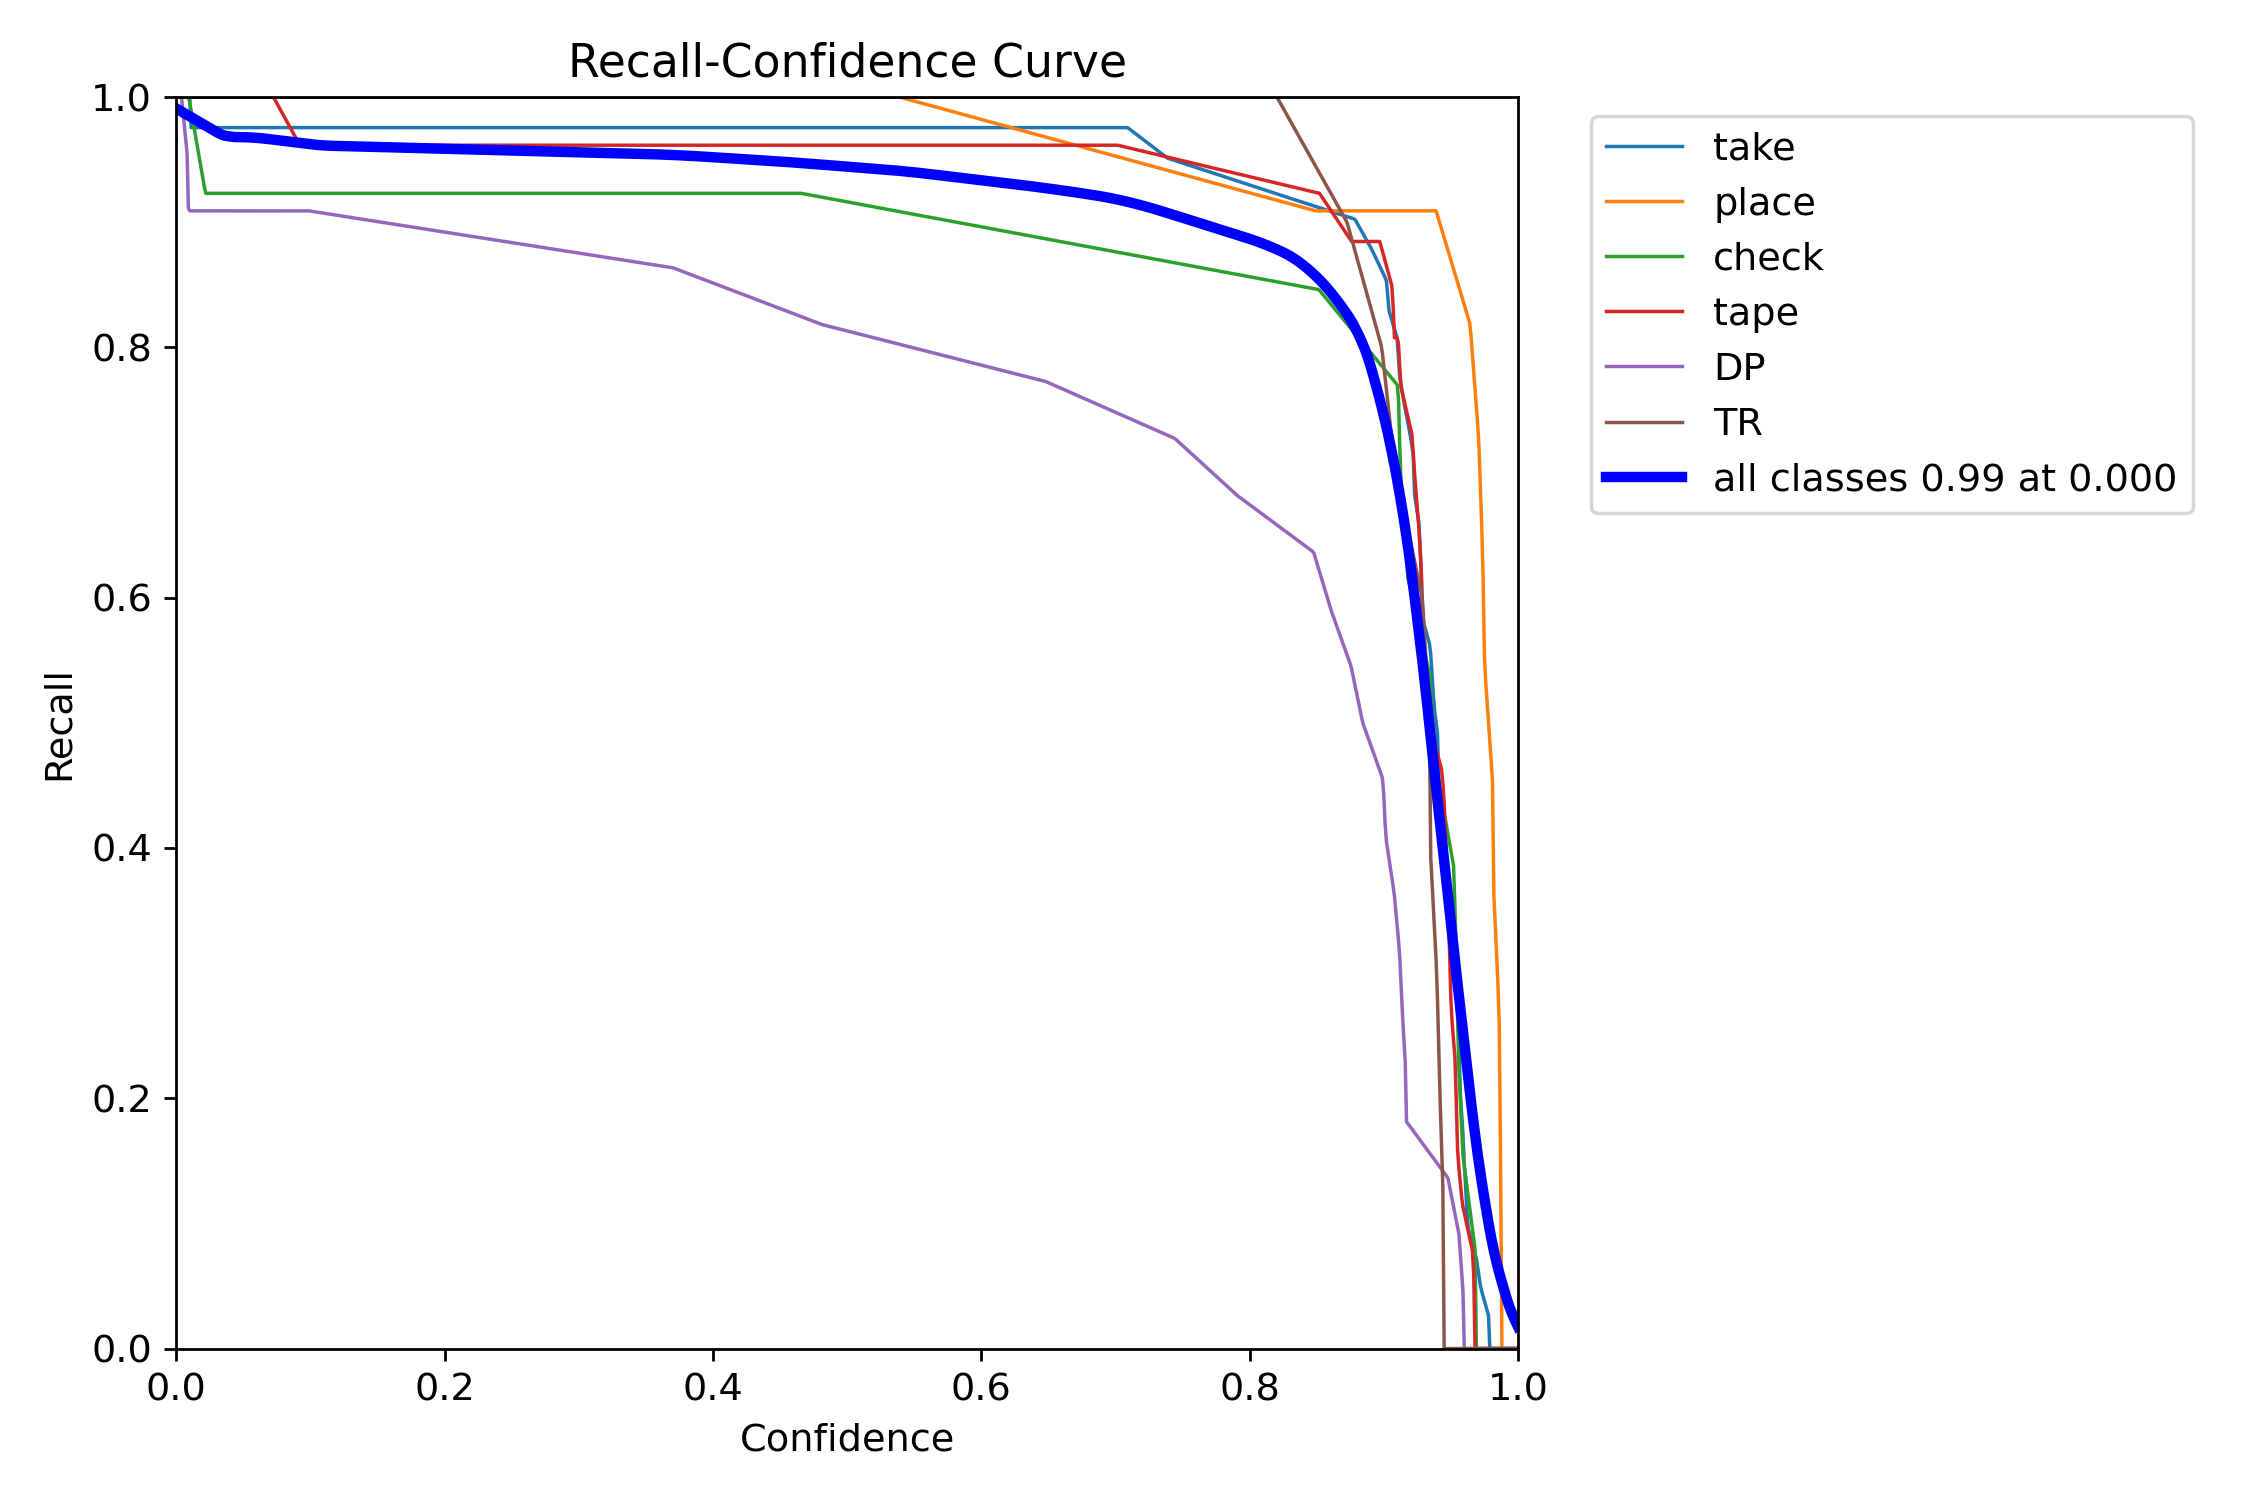 Recall-Confidence Curve
1.0
0.8
0.6
0.4
0.2
0.0
Recall
0.0 0.2 0.4 0.6 0.8 1.0
Confidence
take
place
check
tape
DP
TR
all classes 0.99 at 0.000